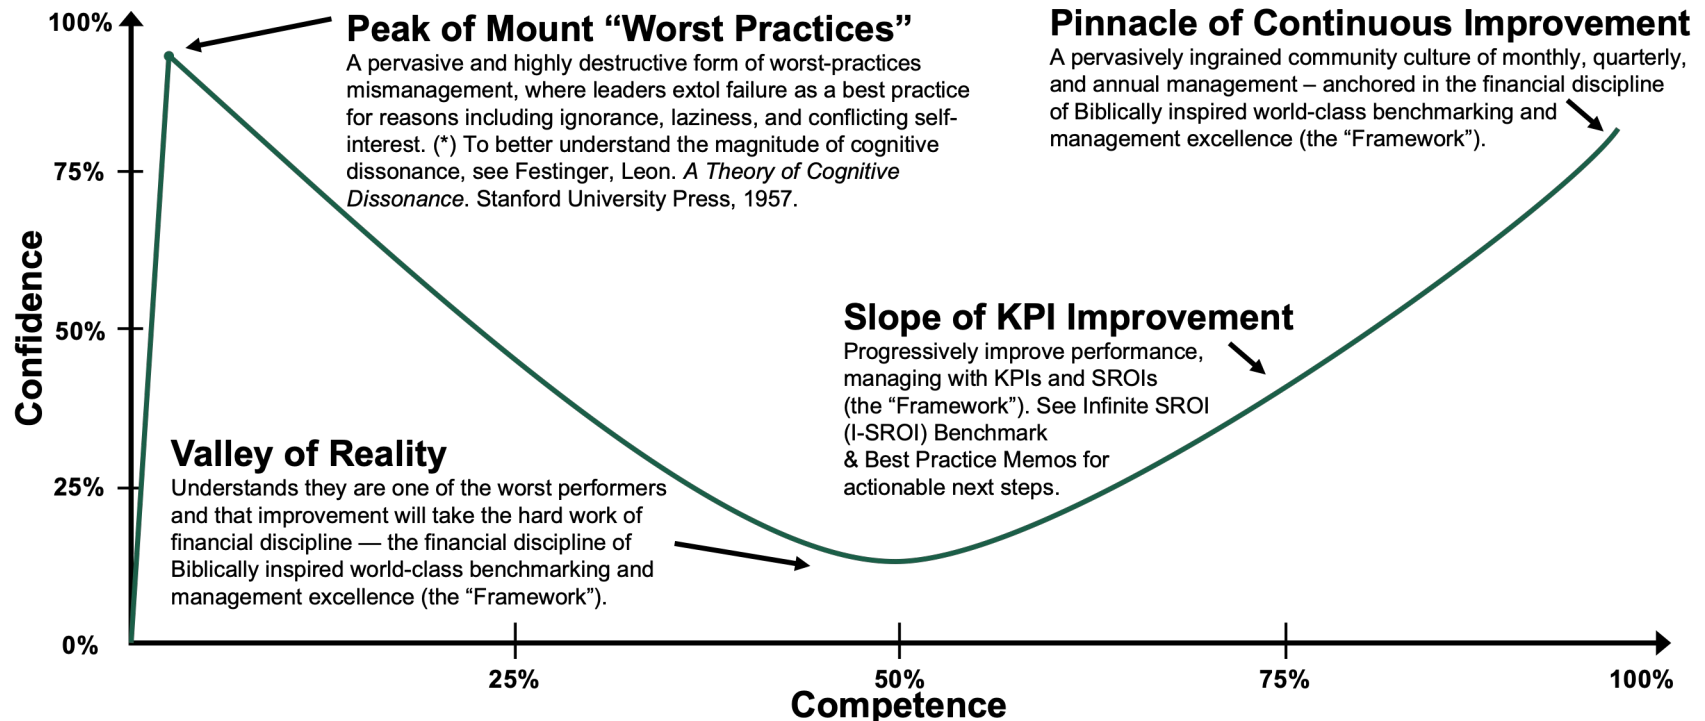 100%
75%
50%
25%
0%
Confidence
Peak of Mount “Worst Practices”
A pervasive and highly destructive form of worst-practices
mismanagement, where leaders extol failure as a best practice
for reasons including ignorance, laziness, and conflicting self-
interest. (*) To better understand the magnitude of cognitive
dissonance, see Festinger, Leon. A Theory of Cognitive
Dissonance. Stanford University Press, 1957.
Pinnacle of Continuous Improvement
A pervasively ingrained community culture of monthly, quarterly,
and annual management – anchored in the financial discipline
of Biblically inspired world-class benchmarking and
management excellence (the “Framework”).
Slope of KPI Improvement
Progressively improve performance,
managing with KPIs and SROIs
(the “Framework”). See Infinite SROI
(I-SROI) Benchmark
& Best Practice Memos for
actionable next steps.
Valley of Reality
Understands they are one of the worst performers
and that improvement will take the hard work of
financial discipline — the financial discipline of
Biblically inspired world-class benchmarking and
management excellence (the “Framework”).
25%
50%
75%
100%
Competence